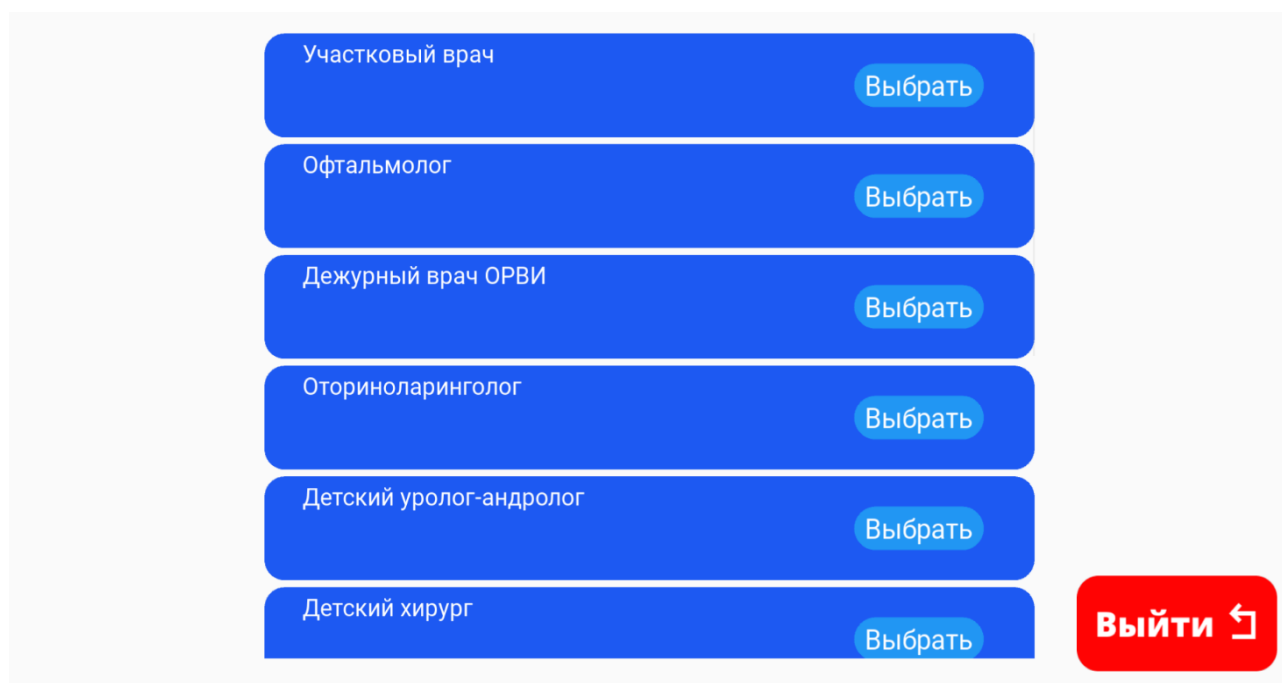 Участковый врач
Выбрать
Офтальмолог
Выбрать
Дежурный врач ОРВИ
Выбрать
Оториноларинголог
Выбрать
Детский уролог-андролог
Выбрать
Детский хирург
Выбрать
Выйти